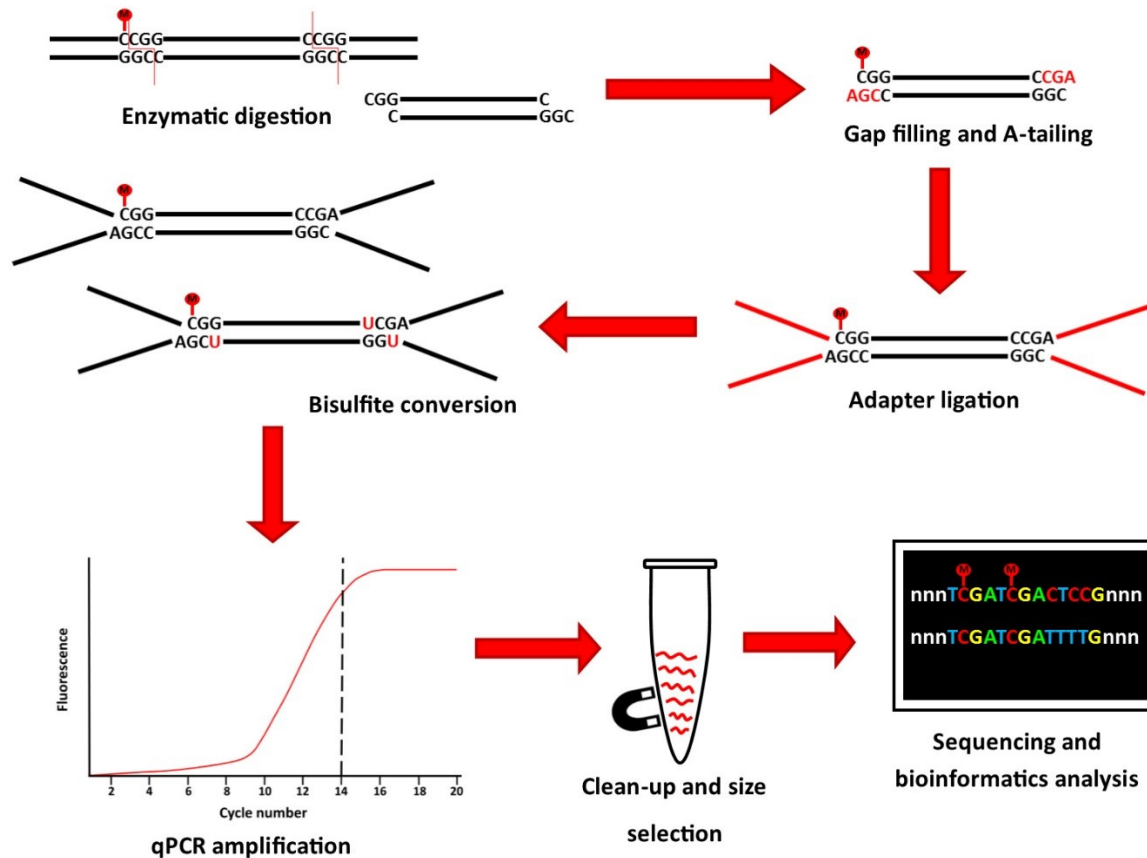 M
CCGG CCGG
GGCC GGCC
Enzymatic digestion
CGG C
C GGC
M
CGG CCGA
AGCC GGC
Gap filling and A-tailing
M
CGG CCGA
AGCC GGC
M
CGG UCGA
AGCU GGU
Bisulfite conversion
M
CGG CCGA
AGCC GGC
Adapter ligation
Fluorescence
2 4 6 8 10 12 14 16 18 20
Cycle number
qPCR amplification
Clean-up and size
selection
M M
nnnTCGATCGACTCCGnnn
nnnTCGATCGATTTTGnnn
Sequencing and
bioinformatics analysis